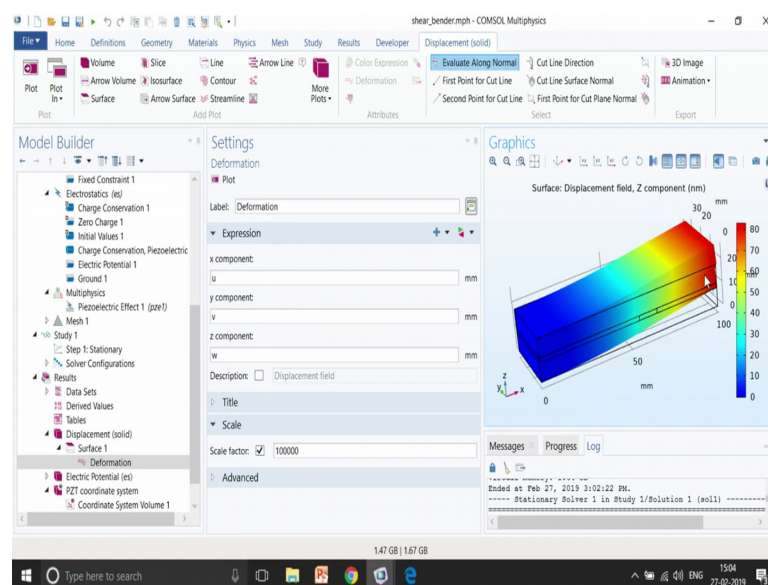 shear_bender.mph - COMSOL Multiphysics
File Home Definitions Geometry Materials Physics Mesh Study Results Developer Displacement (solid)
Plot
Plot In
Volume
Arrow Volume
Surface
Slice
Isosurface
Arrow Surface
Line
Contour
Streamline
Arrow Line
More Plots
Color Expression
Deformation
Evaluate Along Normal
First Point for Cut Line
Second Point for Cut Line
Cut Line Direction
Cut Line Surface Normal
First Point for Cut Plane Normal
3D Image
Animation
Plot
Add Plot
Attributes
Select
Export
Model Builder
Fixed Constraint 1
Electrostatics (es)
Charge Conservation 1
Zero Charge 1
Initial Values 1
Charge Conservation, Piezoelectric
Electric Potential 1
Ground 1
Multiphysics
Piezoelectric Effect 1 (pze1)
Mesh 1
Study 1
Step 1: Stationary
Solver Configurations
Results
Data Sets
Derived Values
Tables
Displacement (solid)
Surface 1
Deformation
Electric Potential (es)
PZT coordinate system
Coordinate System Volume 1
Settings
Deformation
Plot
Label: Deformation
Expression
x component:
u mm
y component:
v mm
z component:
w mm
Description: Displacement field
Title
Scale
Scale factor: 100000
Advanced
Graphics
Surface: Displacement field, Z component (nm)
mm
30
20
0
20
0
100
50
mm
0
z
y
x
80
70
60
50
40
30
20
10
0
Messages Progress Log
Ended at Feb 27, 2019 3:02:22 PM.
----- Stationary Solver 1 in Study 1/Solution 1 (sol1) ---------
1.47 GB | 1.67 GB
Type here to search
ENG
15:04
27-02-2019